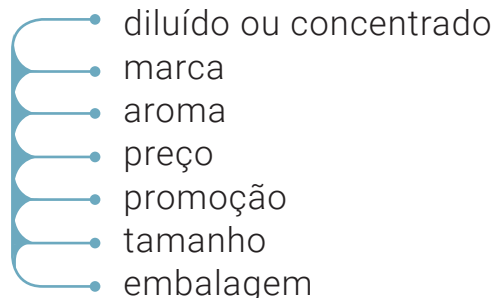 diluído ou concentrado
marca
aroma
preço
promoção
tamanho
embalagem